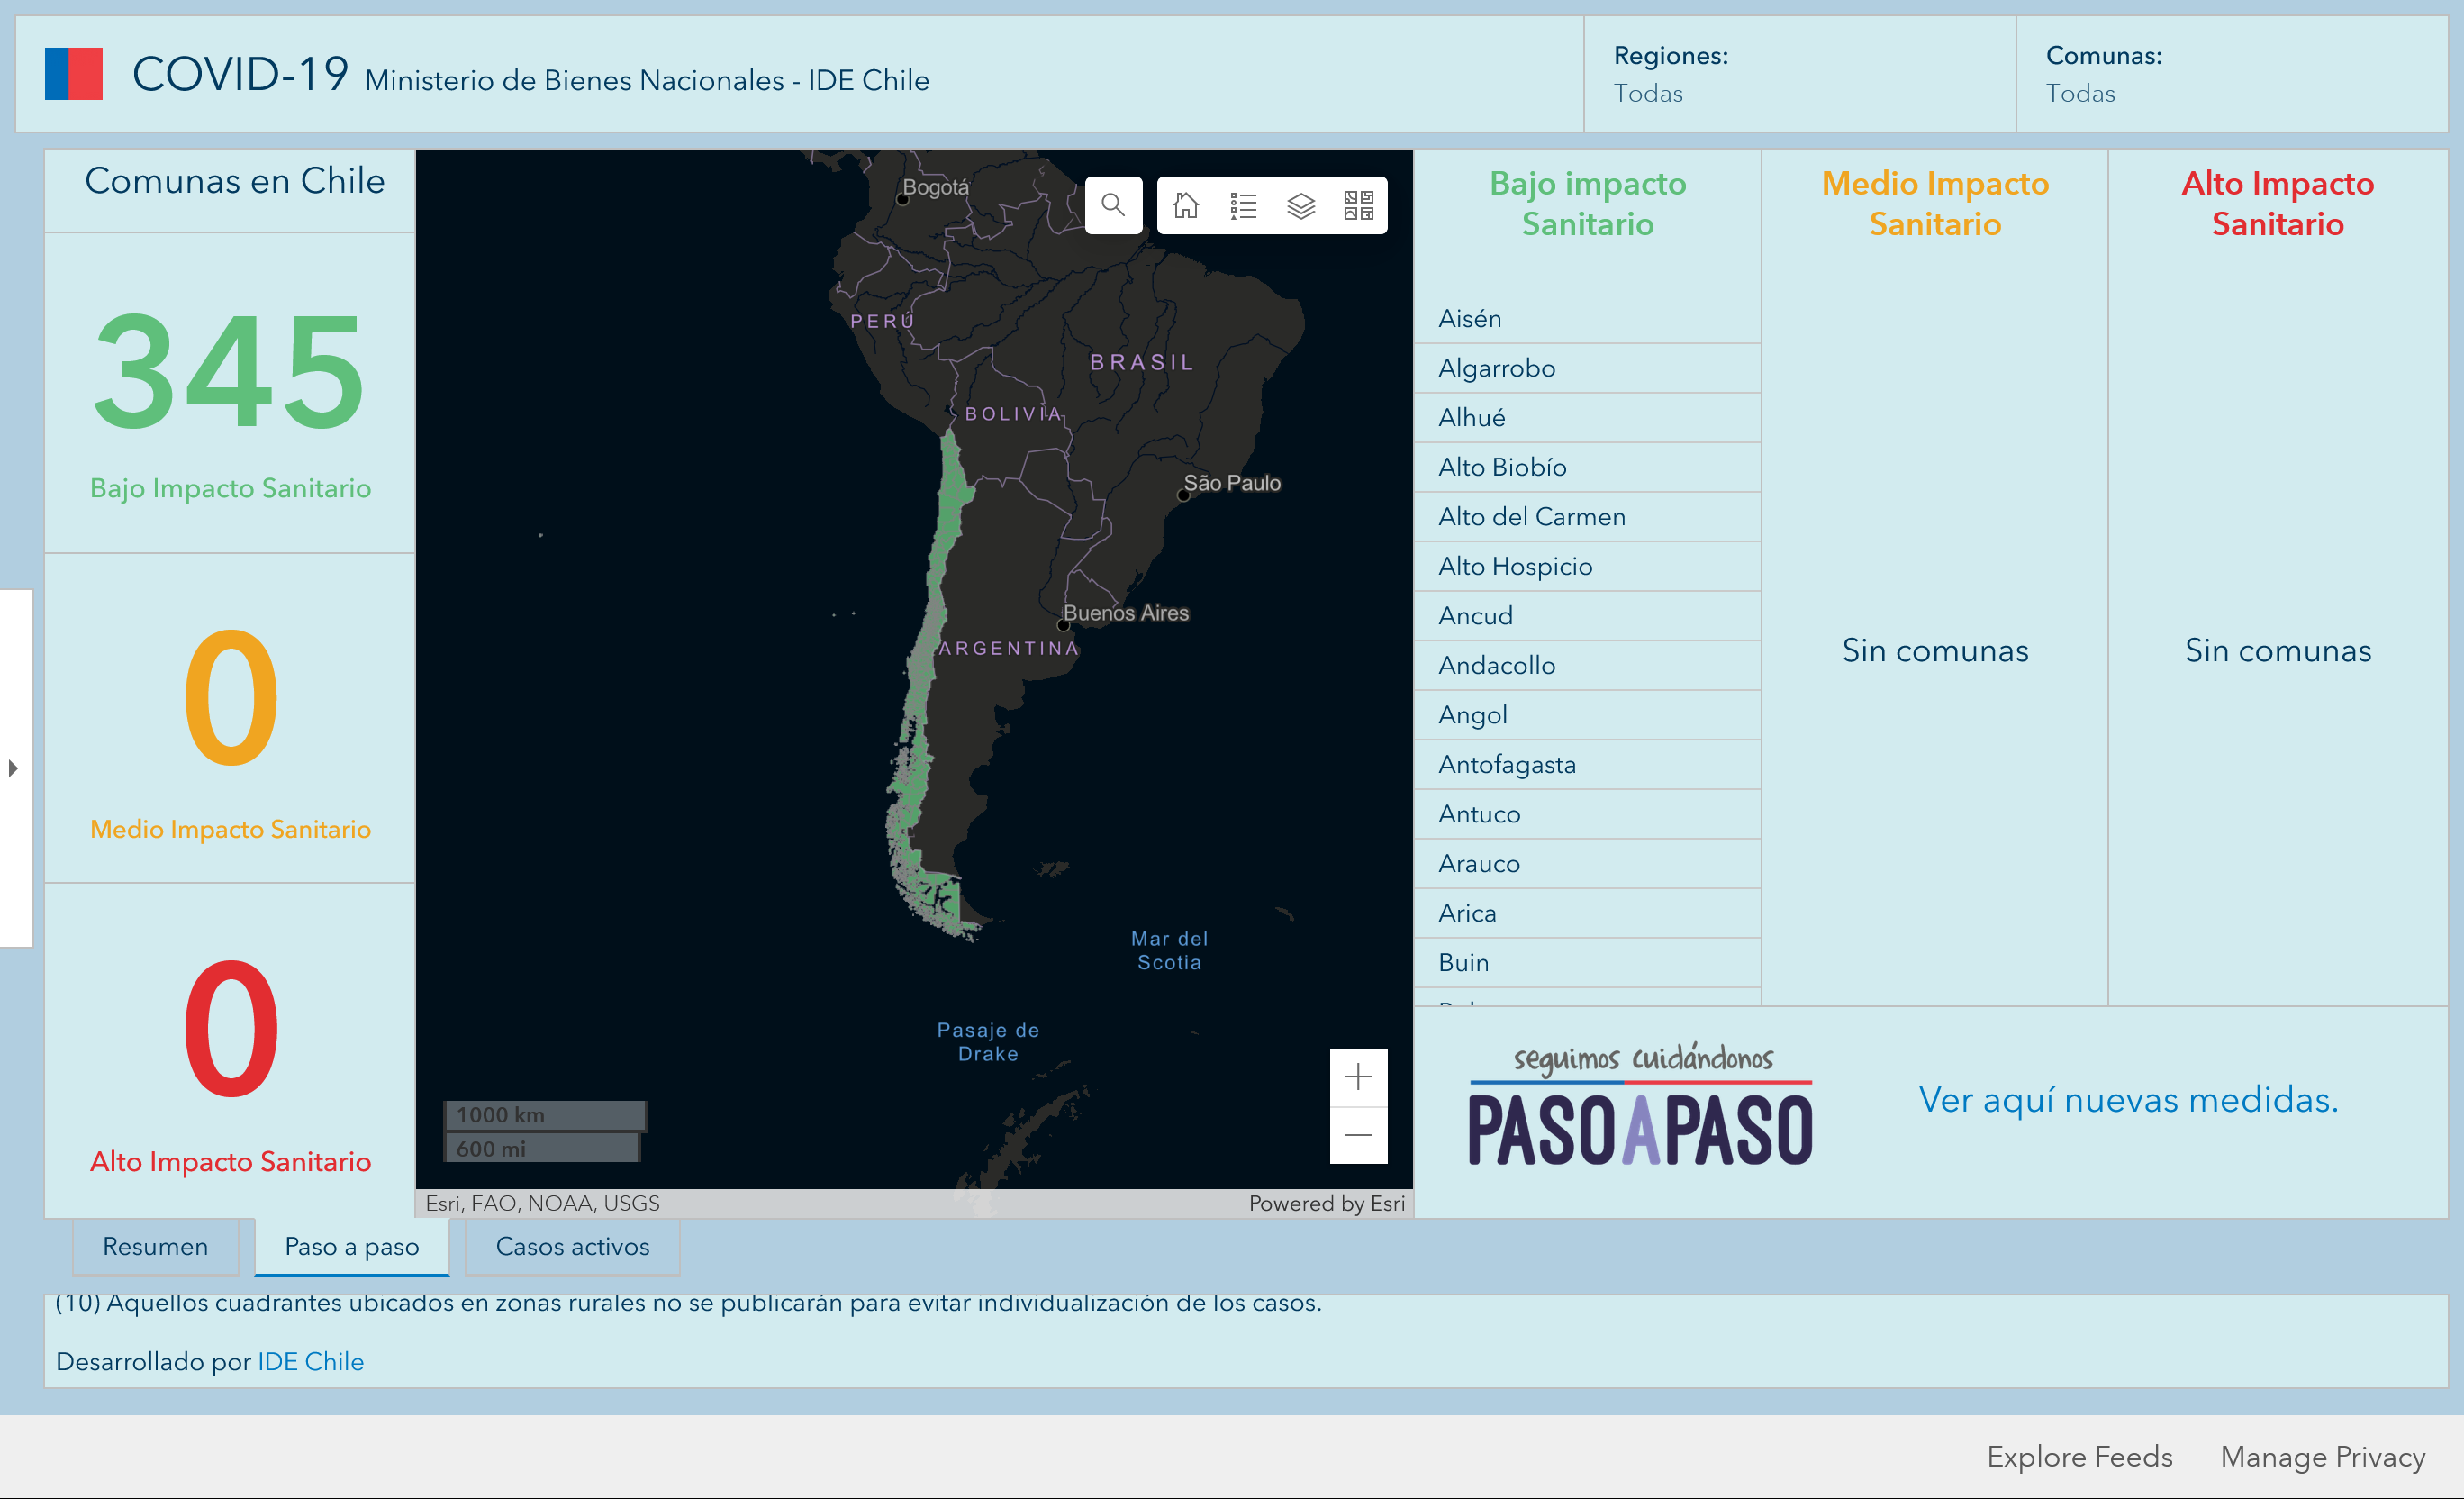 COVID-19 Ministerio de Bienes Nacionales - IDE Chile
Regiones:
Todas
Comunas:
Todas
Comunas en Chile
345
Bajo Impacto Sanitario
0
Medio Impacto Sanitario
0
Alto Impacto Sanitario
Bogotá
PERÚ
BRASIL
BOLIVIA
São Paulo
Buenos Aires
ARGENTINA
Mar del
Scotia
Pasaje de
Drake
1000 km
600 mi
Esri, FAO, NOAA, USGS
Powered by Esri
Bajo impacto
Sanitario
Aisén
Algarrobo
Alhué
Alto Biobío
Alto del Carmen
Alto Hospicio
Ancud
Andacollo
Angol
Antofagasta
Antuco
Arauco
Arica
Buin
Medio Impacto
Sanitario
Sin comunas
Alto Impacto
Sanitario
Sin comunas
seguimos cuidándonos
PASO A PASO
Ver aquí nuevas medidas.
Resumen
Paso a paso
Casos activos
(10) Aquellos cuadrantes ubicados en zonas rurales no se publicarán para evitar individualización de los casos.
Desarrollado por IDE Chile
Explore Feeds
Manage Privacy